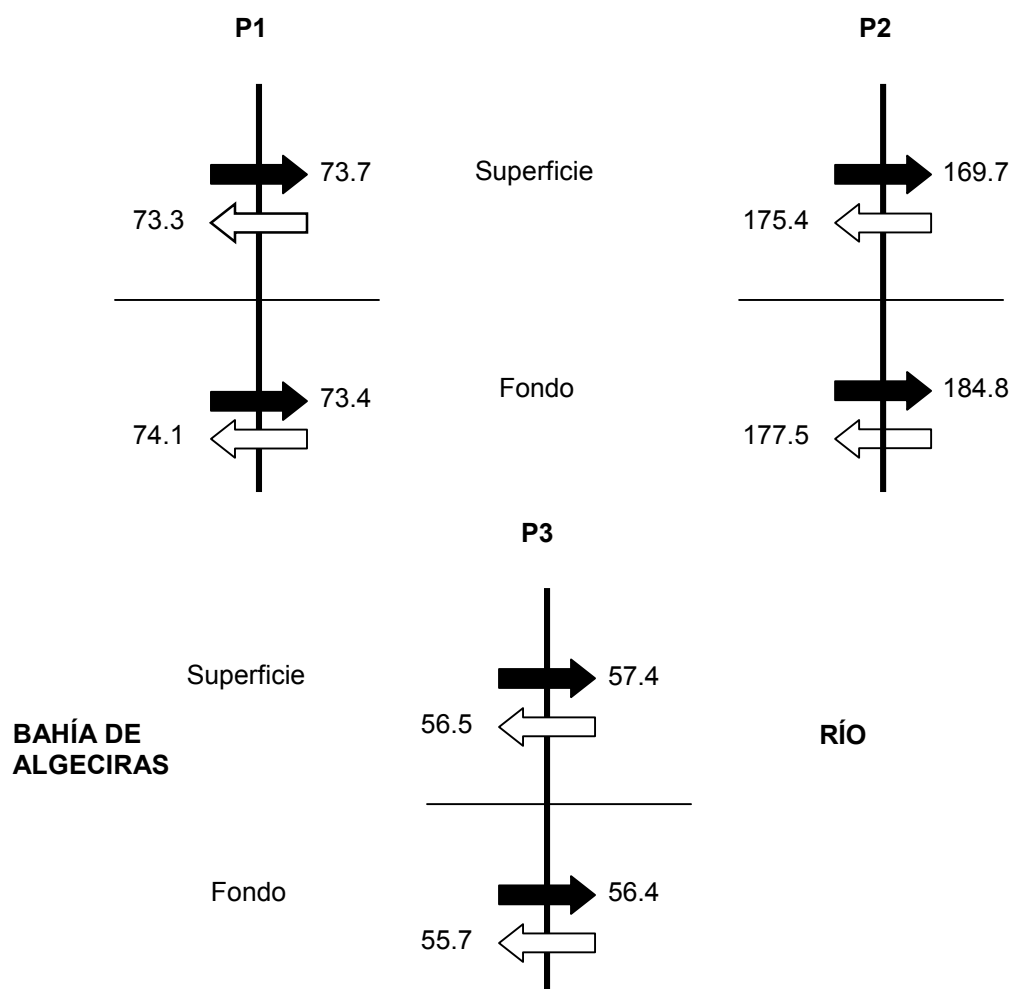 P1
P2
73.7
Superficie
169.7
73.3
175.4
73.4
Fondo
184.8
74.1
177.5
P3
Superficie
57.4
56.5
BAHÍA DE
ALGECIRAS
RÍO
Fondo
56.4
55.7